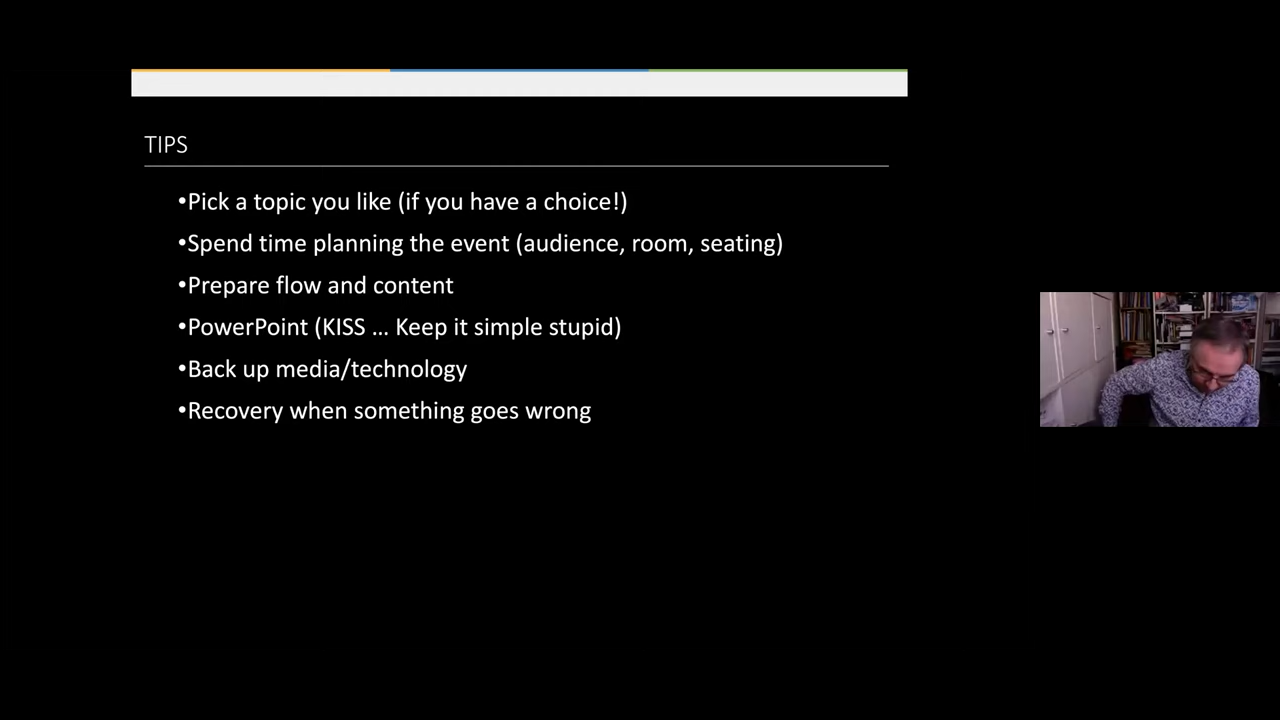 TIPS
•Pick a topic you like (if you have a choice!)
•Spend time planning the event (audience, room, seating)
•Prepare flow and content
•PowerPoint (KISS … Keep it simple stupid)
•Back up media/technology
•Recovery when something goes wrong